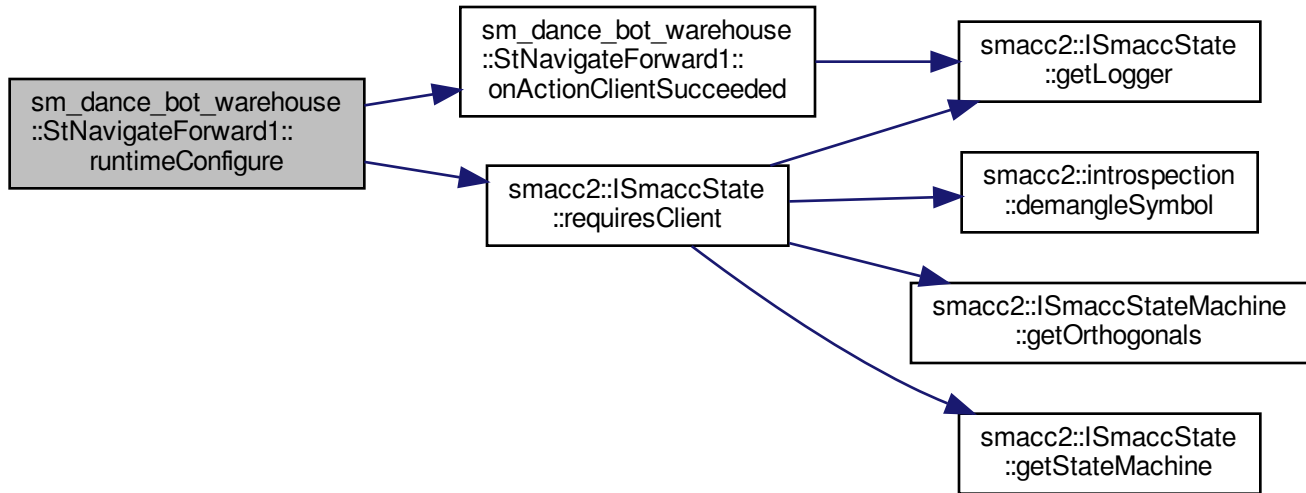 sm_dance_bot_warehouse
::StNavigateForward1::
runtimeConfigure
sm_dance_bot_warehouse
::StNavigateForward1::
onActionClientSucceeded
smacc2::ISmaccState
::requiresClient
smacc2::ISmaccState
::getLogger
smacc2::introspection
::demangleSymbol
smacc2::ISmaccStateMachine
::getOrthogonals
smacc2::ISmaccState
::getStateMachine